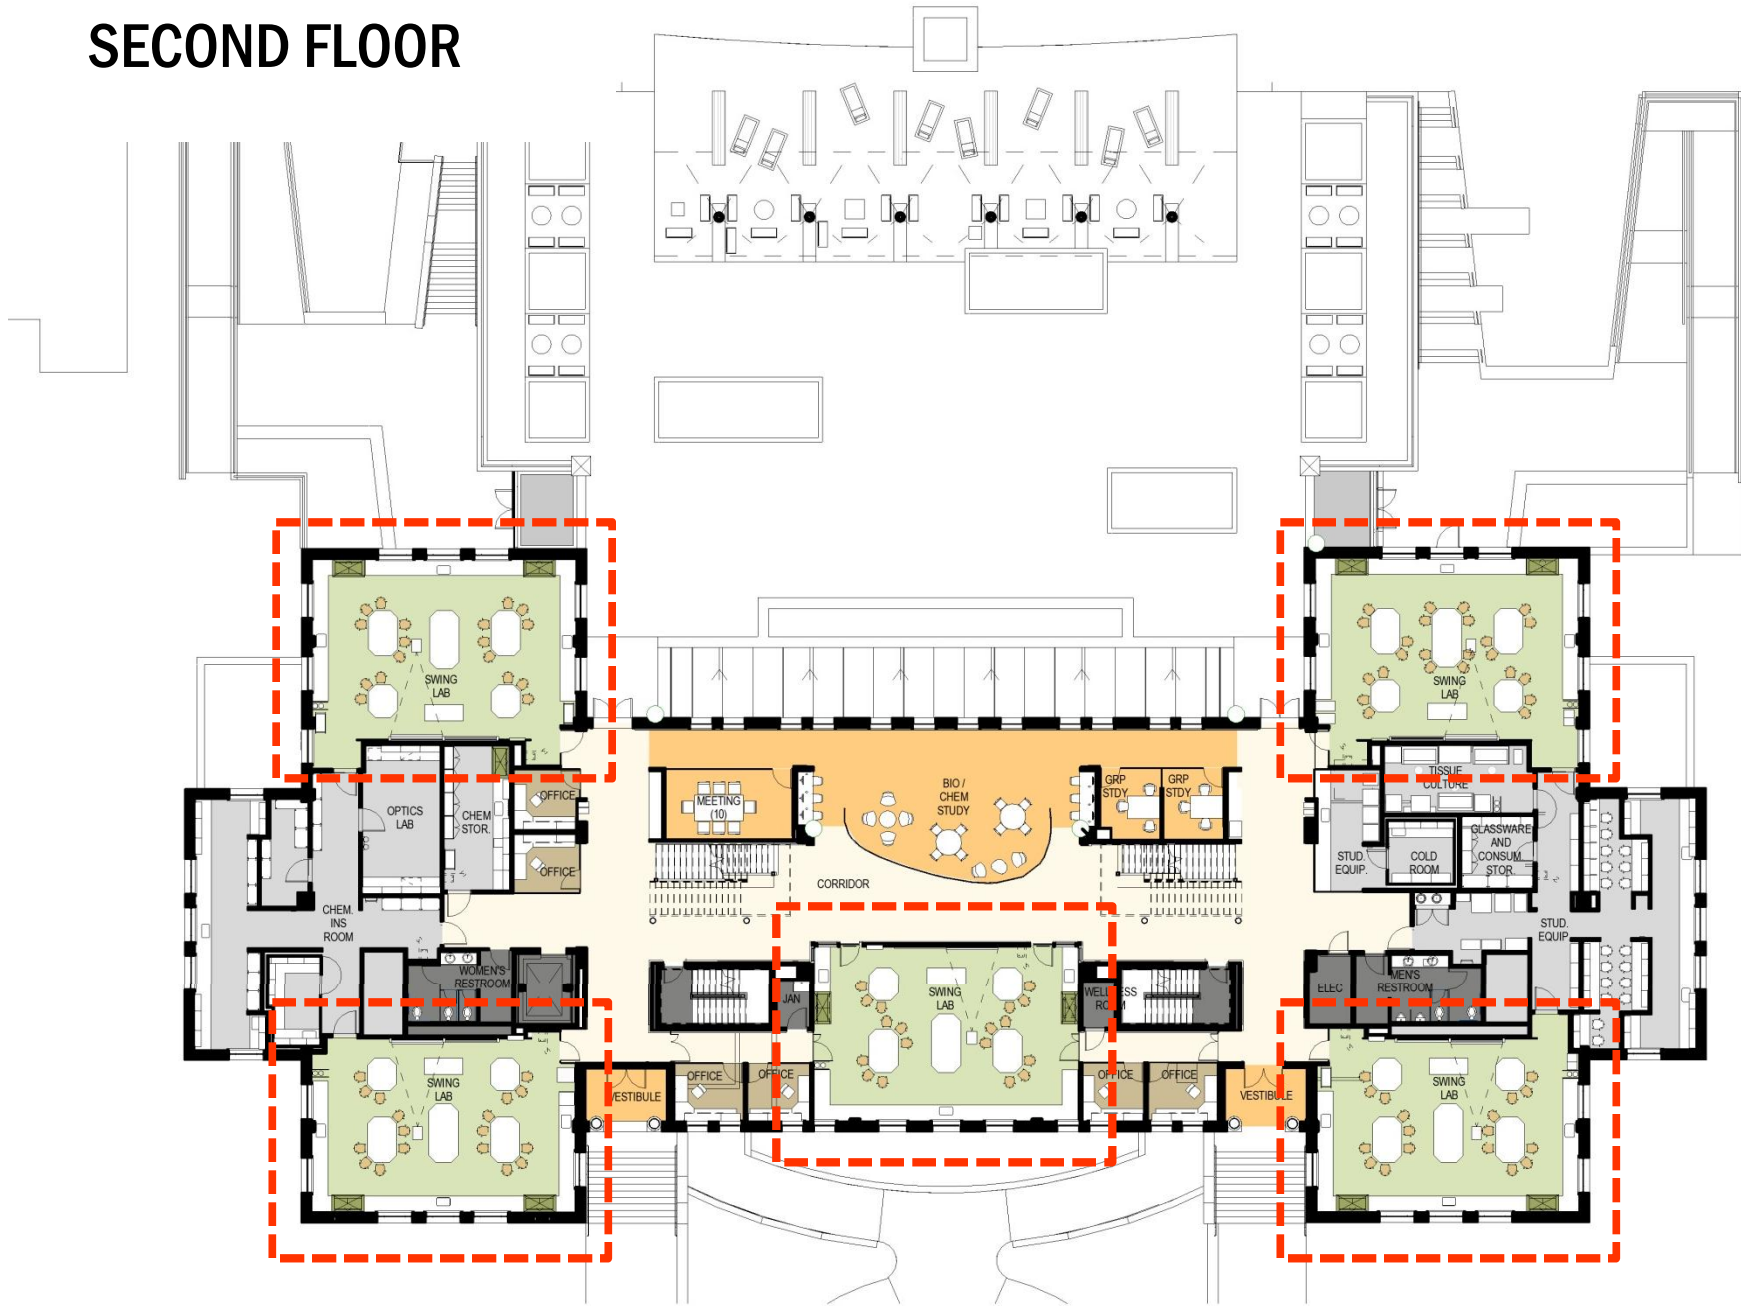 SECOND FLOOR
SWING
LAB
SWING
LAB
OPTICS
LAB
CHEM
STOR.
OFFICE
OFFICE
MEETING
(10)
BIO /
CHEM
STUDY
GRP
STDY
GRP
STDY
TISSUE
CULTURE
GLASSWARE
AND
CONSUM
STOR.
STUD.
EQUIP.
COLD
ROOM
CORRIDOR
CHEM.
INS
ROOM
STUD.
EQUIP
WOMEN'S
RESTROOM
JAN
SWING
LAB
WELLNESS
ROOM
ELEC
MEN'S
RESTROOM
SWING
LAB
VESTIBULE
OFFICE
OFFICE
OFFICE
OFFICE
VESTIBULE
SWING
LAB